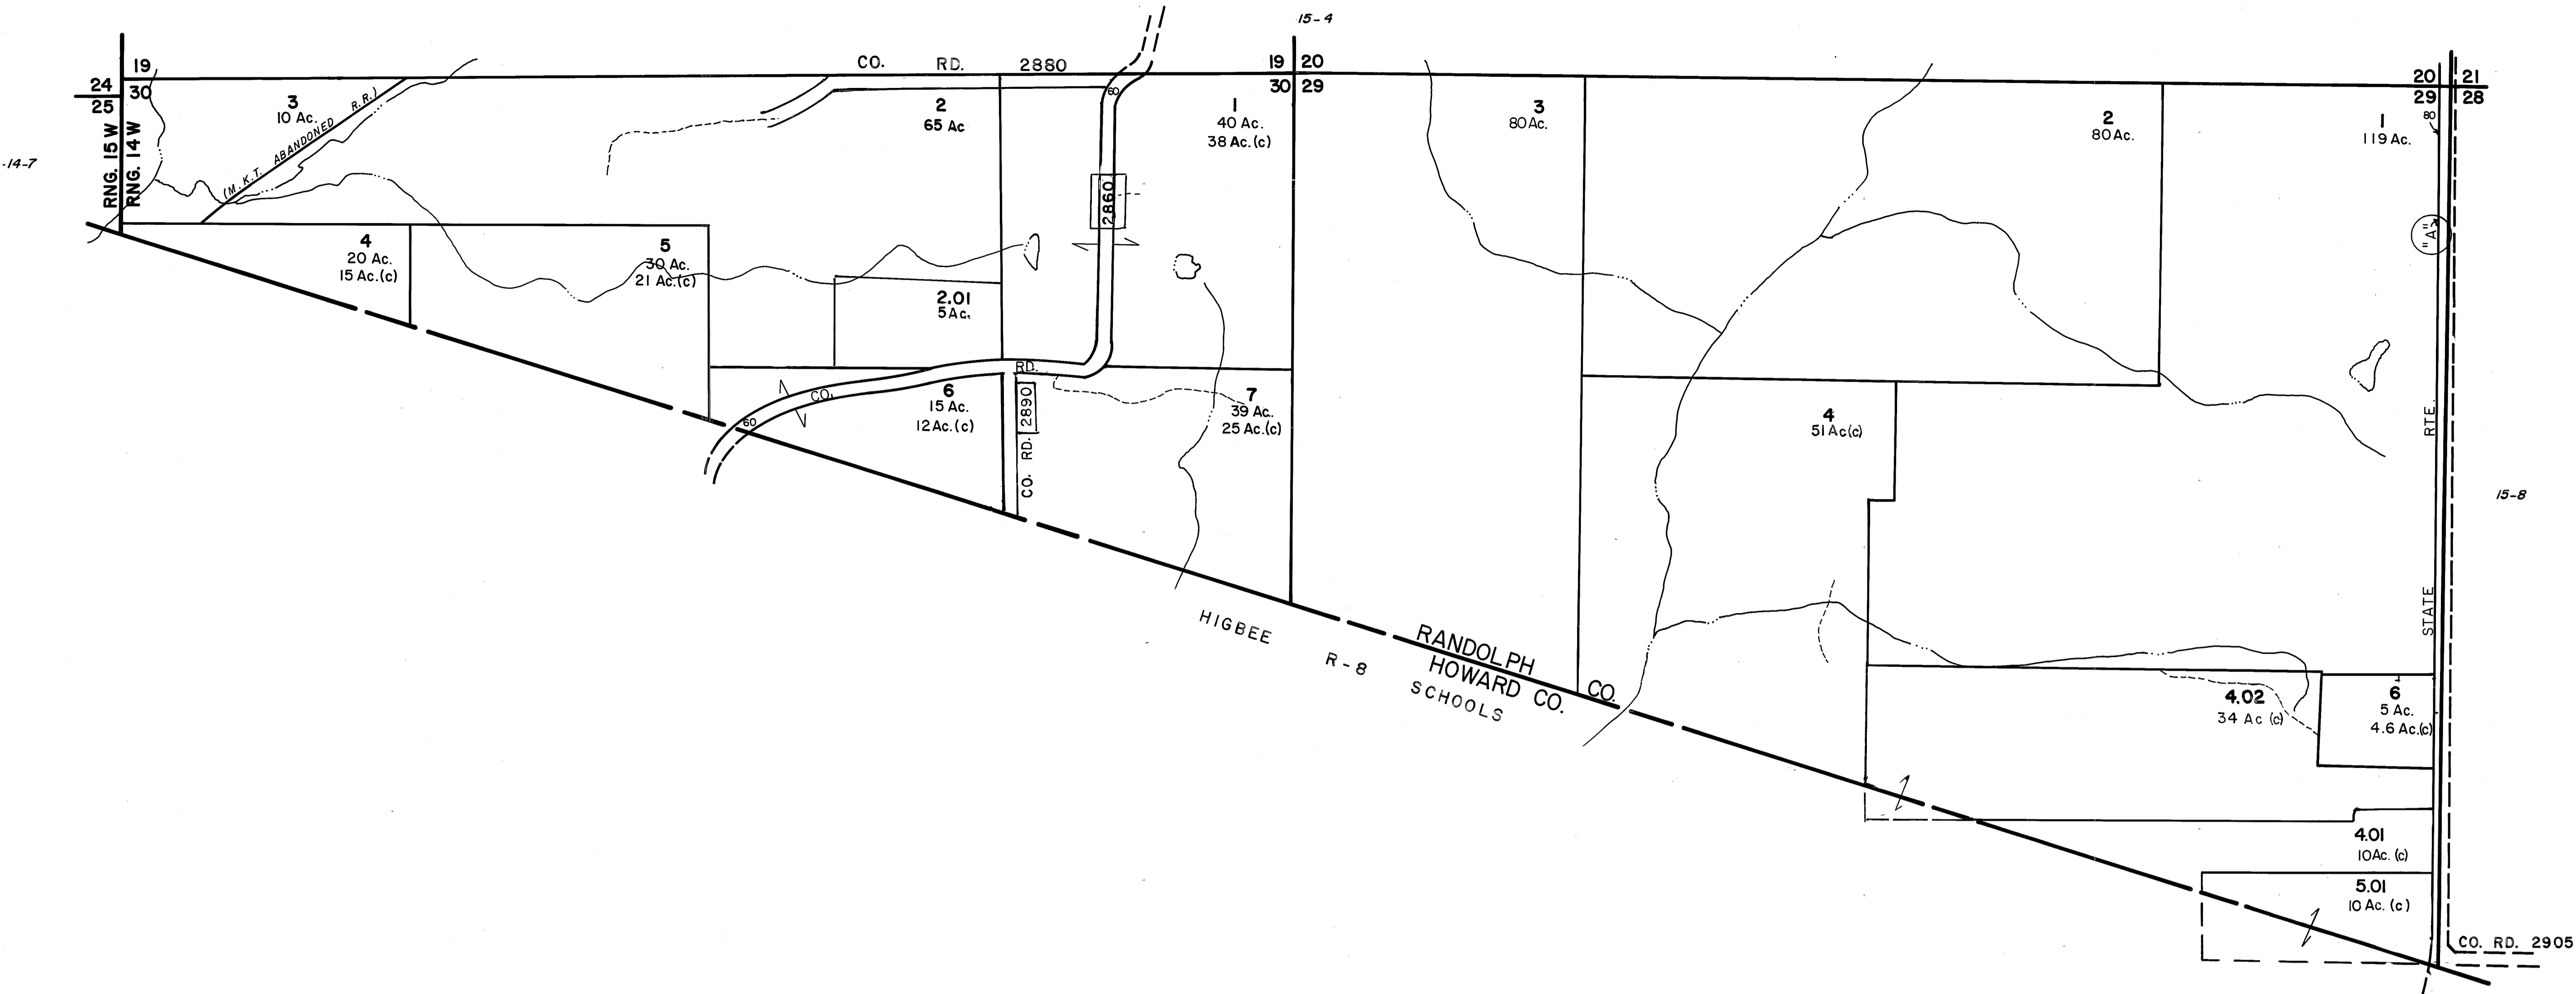 15-4
19
24
25
30
RNG. 15 W
RNG. 14 W
-14-7
3
10 Ac.
(M.K.T. ABANDONED R.R.)
CO. RD. 2880
2
65 Ac
60
2860
1
40 Ac.
38 Ac.(c)
19 20
30 29
3
80 Ac.
2
80 Ac.
20 21
29 28
80
1
119 Ac.
"A"
4
20 Ac.
15 Ac.(c)
5
30 Ac.
21 Ac.(c)
2.01
5 Ac.
CO. RD.
60
6
15 Ac.
12 Ac.(c)
CO. RD. 2890
7
39 Ac.
25 Ac.(c)
4
51 Ac(c)
STATE RTE.
15-8
HIGBEE R-8 SCHOOLS
RANDOLPH CO.
HOWARD CO.
4.02
34 Ac (c)
6
5 Ac.
4.6 Ac.(c)
4.01
10 Ac. (c)
5.01
10 Ac. (c)
CO. RD. 2905